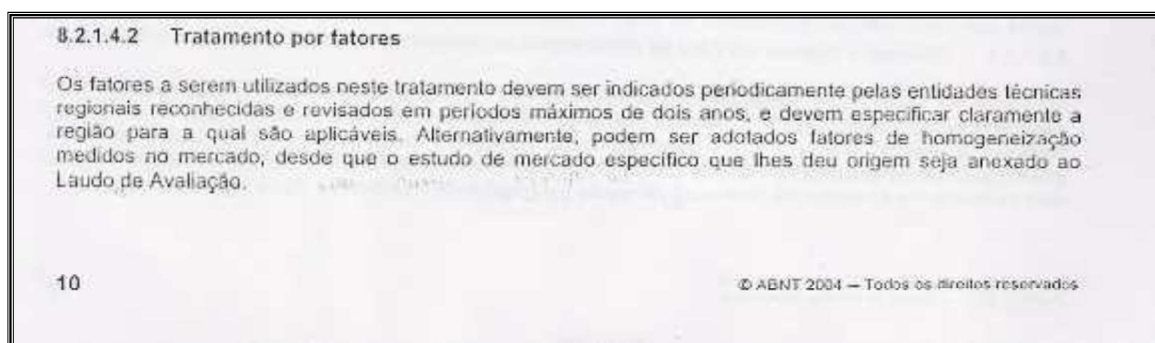 8.2.1.4.2 Tratamento por fatores
Os fatores a serem utilizados neste tratamento devem ser indicados periodicamente pelas entidades técnicas
regionais reconhecidas e revisados em períodos máximos de dois anos, e devem especificar claramente a
região para a qual são aplicáveis. Alternativamente, podem ser adotados fatores de homogeneização
medidos no mercado, desde que o estudo de mercado específico que lhes deu origem seja anexado ao
Laudo de Avaliação.
10
© ABNT 2004 – Todos os direitos reservados